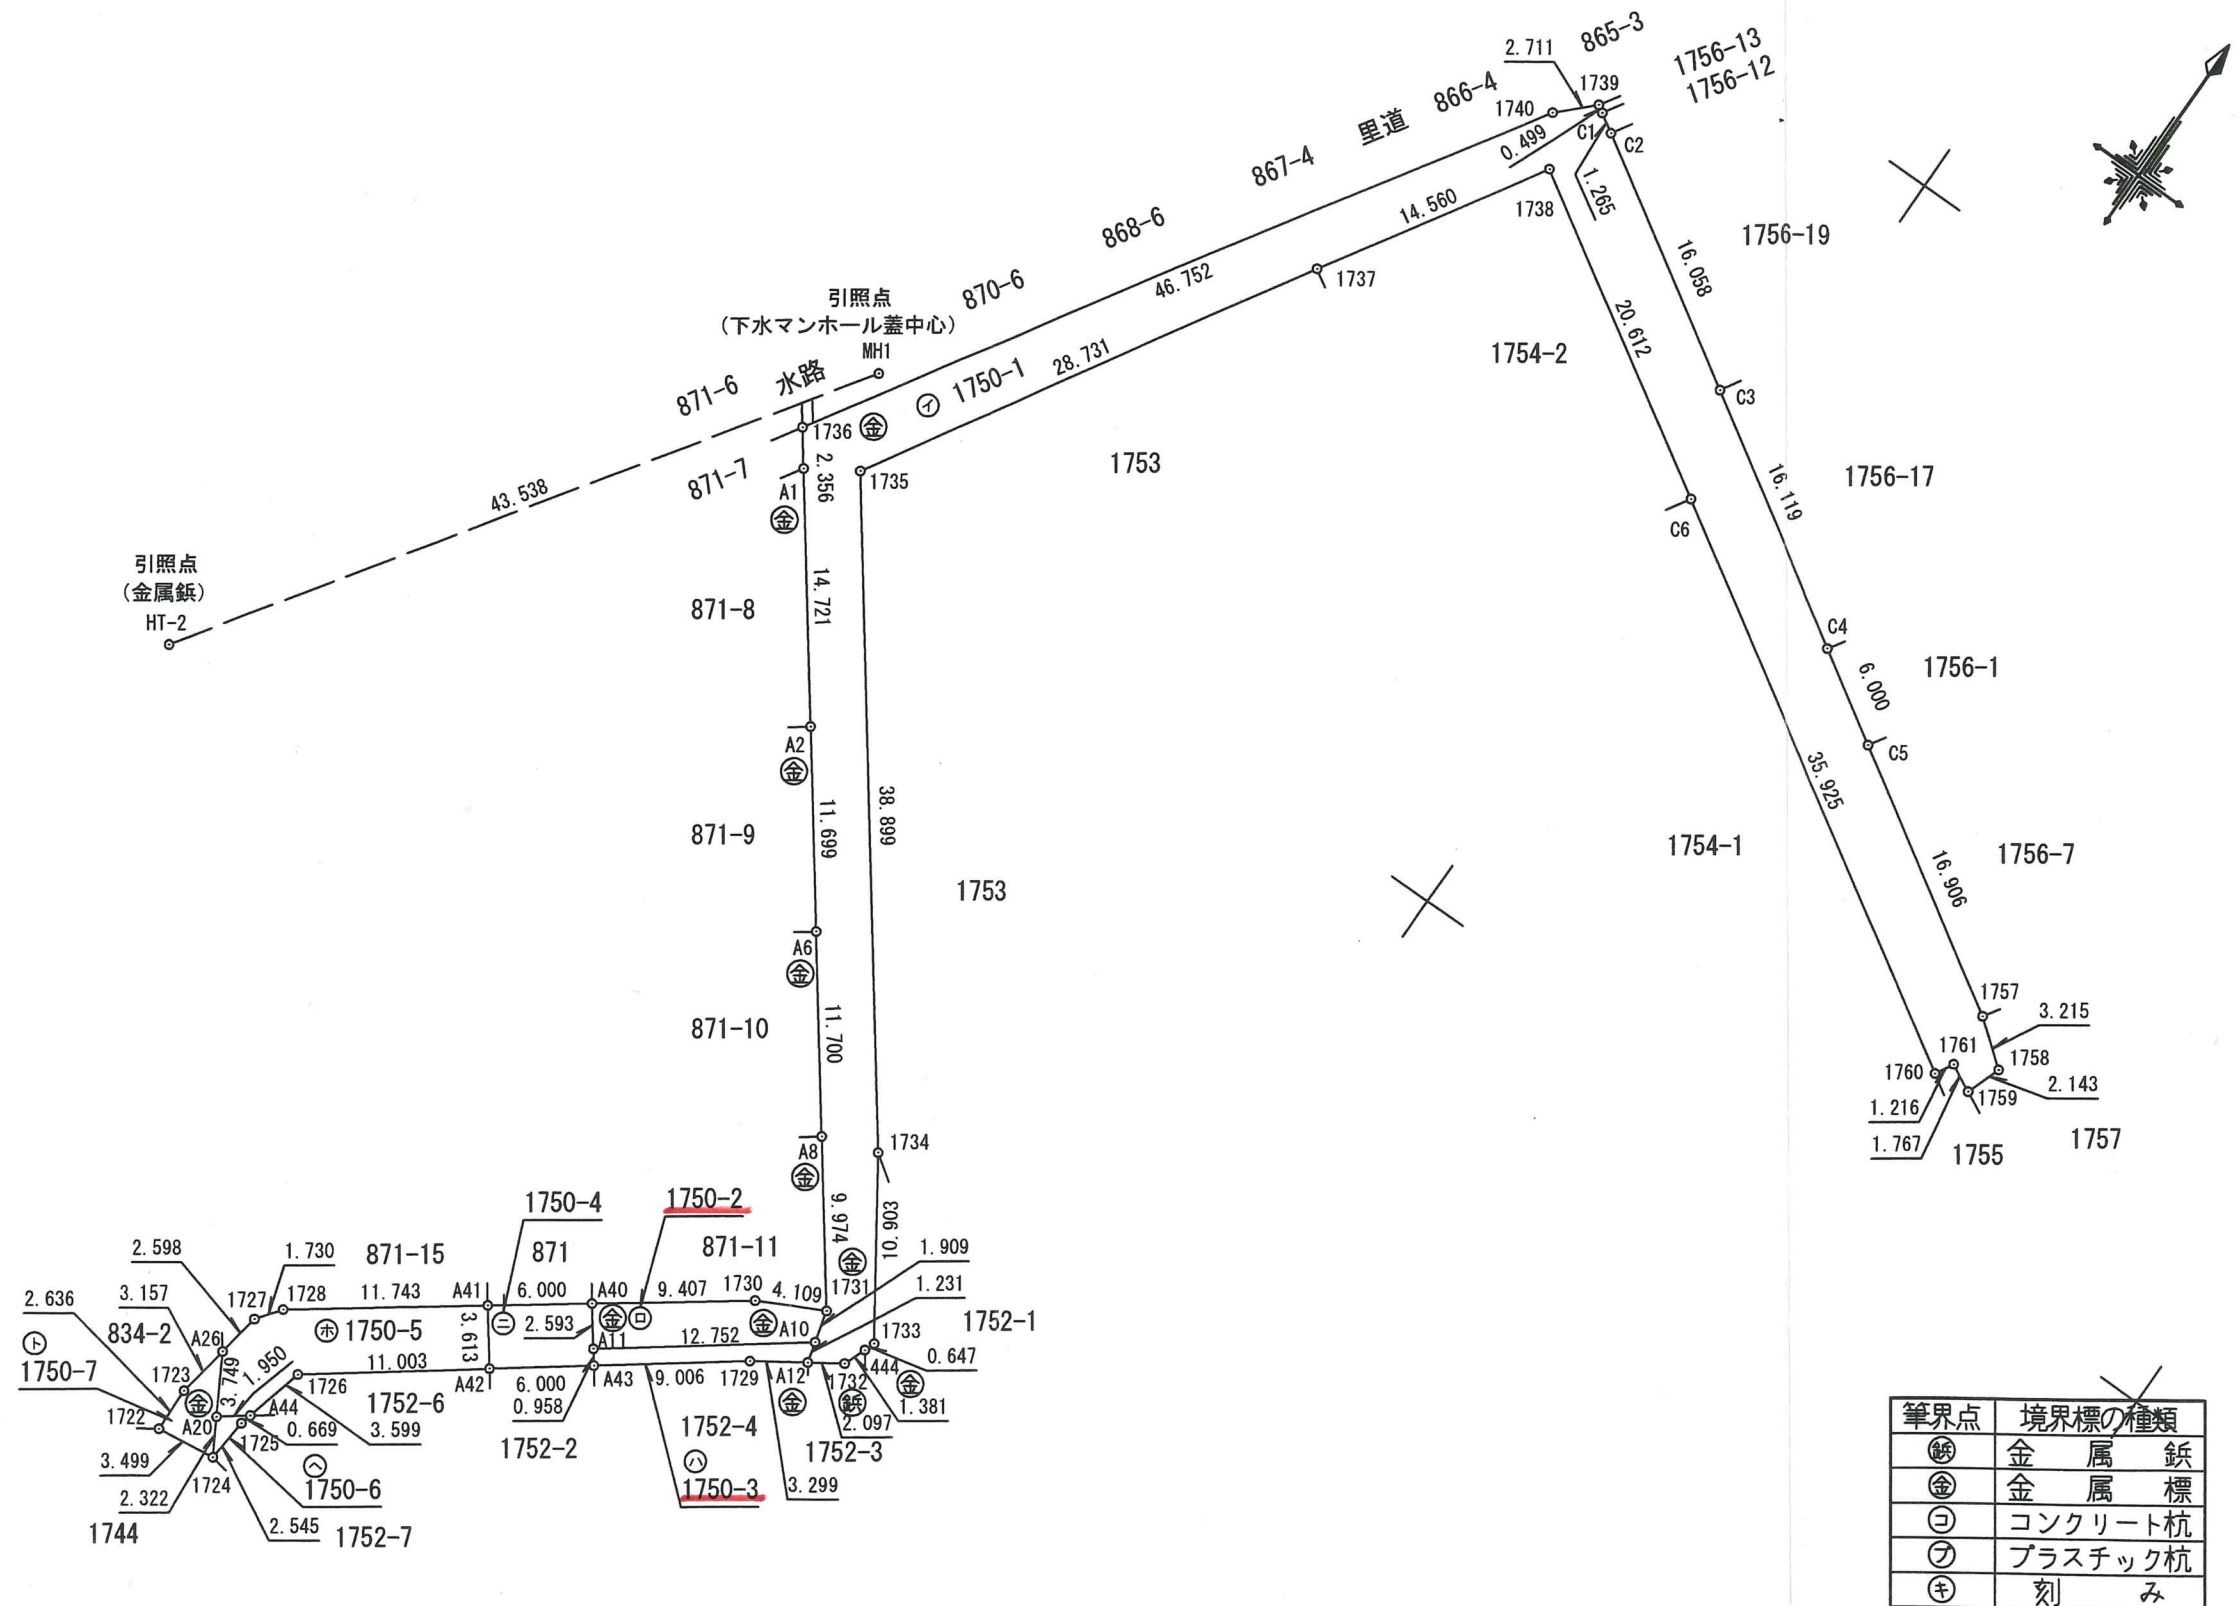 865-3
1756-13
1756-12
2.711
1739
866-4
1740
里道
C1
C2
0.499
867-4
1.265
14.560
1738
1756-19
868-6
16.058
870-6
46.752
1737
引照点
(下水マンホール蓋中心)
MH1
20.612
1754-2
28.731
水路
871-6
イ 1750-1
C3
1736 金
871-7
2.356
1753
1735
A1
金
1756-17
43.538
16.119
C6
引照点
(金属鋲)
HT-2
871-8
14.721
C4
1756-1
6.000
A2
金
C5
35.925
38.899
871-9
11.699
1754-1
1756-7
16.906
1753
A6
金
871-10
11.700
1757
3.215
1761
1758
1760
2.143
1759
1.216
1.767
1755
1757
1734
A8
金
9.974
10.903
1750-4
1750-2
871-15
871
871-11
金
1.909
2.598
1.730
1.231
2.636
3.157
1727
1728
11.743
A41
6.000
A40
9.407
1730
4.109
1731
834-2
A26
ホ 1750-5
3.613
ニ
2.593
金
ロ
金
A10
1733
1752-1
ト
1750-7
A11
12.752
0.647
1723
3.749
1.950
11.003
金
1726
1752-6
A42
6.000
A43
9.006
1729
A12
1732
444
金
1722
A20
A44
0.958
金
鋲
1.381
1725
0.669
3.599
1752-4
2.097
3.499
1752-2
1752-3
1724
ヘ
1750-6
ハ
1750-3
3.299
2.322
2.545
1744
1752-7
筆界点 境界標の種類
鋲 金属鋲
金 金属標
コ コンクリート杭
プ プラスチック杭
キ 刻み